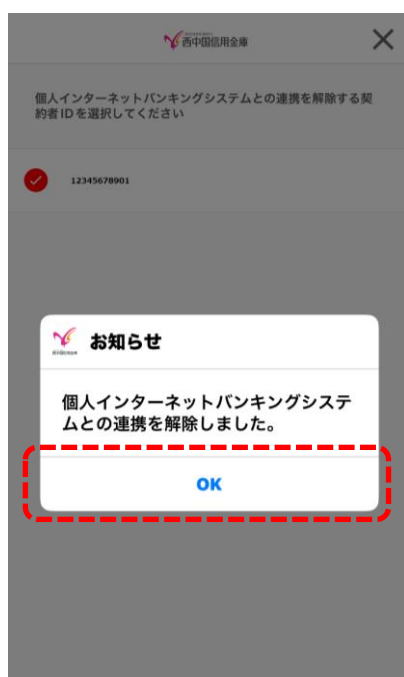 西中国信用金庫
個人インターネットバンキングシステムとの連携を解除する契
約者IDを選択してください
12345678901
お知らせ
個人インターネットバンキングシステ
ムとの連携を解除しました。
OK